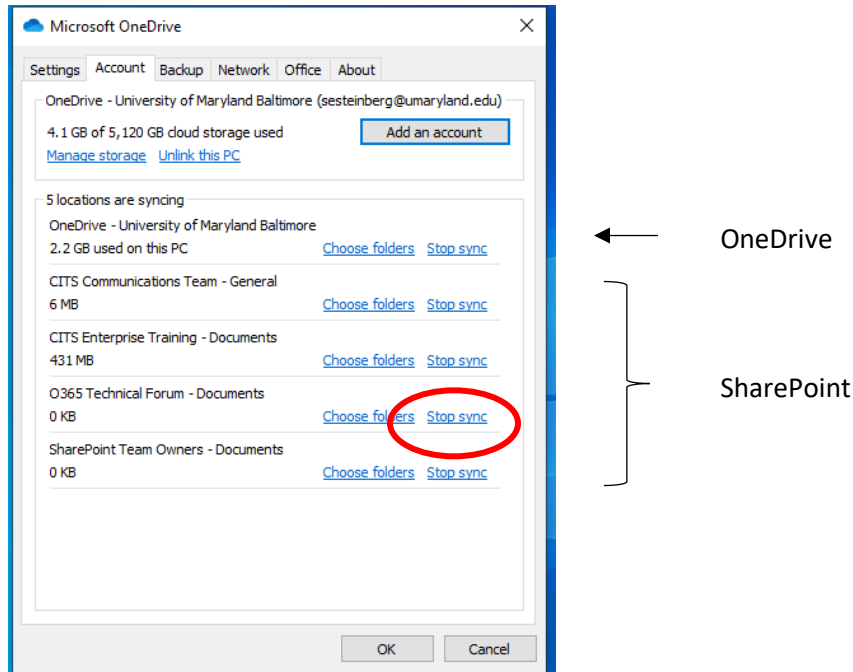 Microsoft OneDrive
Settings Account Backup Network Office About
OneDrive - University of Maryland Baltimore (sesteinberg@umaryland.edu)
4.1 GB of 5,120 GB cloud storage used Add an account
Manage storage Unlink this PC
5 locations are syncing
OneDrive - University of Maryland Baltimore
2.2 GB used on this PC Choose folders Stop sync
OneDrive
CITS Communications Team - General
6 MB Choose folders Stop sync
CITS Enterprise Training - Documents
431 MB Choose folders Stop sync
SharePoint
O365 Technical Forum - Documents
0 KB Choose folders Stop sync
SharePoint Team Owners - Documents
0 KB Choose folders Stop sync
OK Cancel